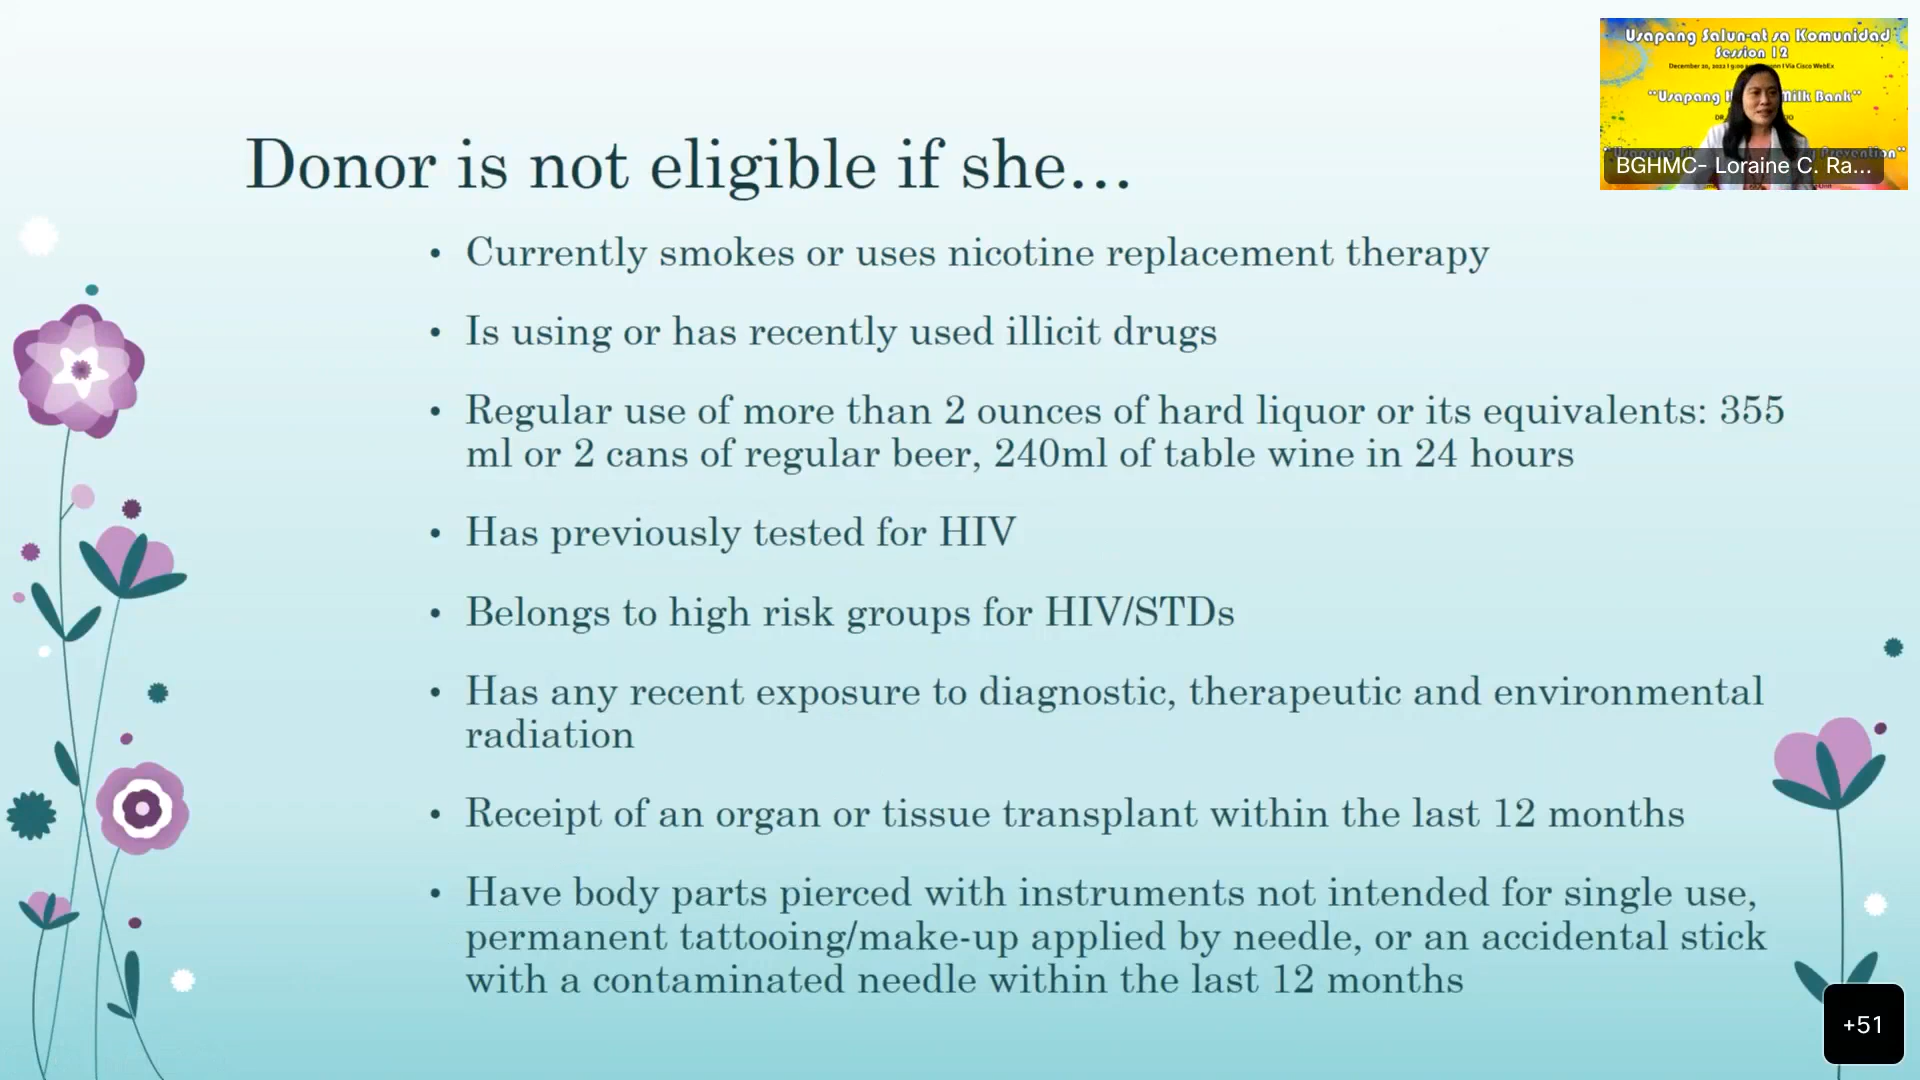 Usapang Salun-at sa Komunidad
Session 12
December 20, 2022 | 9:00
Via Cisco WebEx
"Usapang
Milk Bank"
DR.
Prevention"
BGHMC- Loraine C. Ra...
Donor is not eligible if she...
• Currently smokes or uses nicotine replacement therapy
• Is using or has recently used illicit drugs
• Regular use of more than 2 ounces of hard liquor or its equivalents: 355
ml or 2 cans of regular beer, 240ml of table wine in 24 hours
• Has previously tested for HIV
• Belongs to high risk groups for HIV/STDs
• Has any recent exposure to diagnostic, therapeutic and environmental
radiation
• Receipt of an organ or tissue transplant within the last 12 months
• Have body parts pierced with instruments not intended for single use,
permanent tattooing/make-up applied by needle, or an accidental stick
with a contaminated needle within the last 12 months
+51